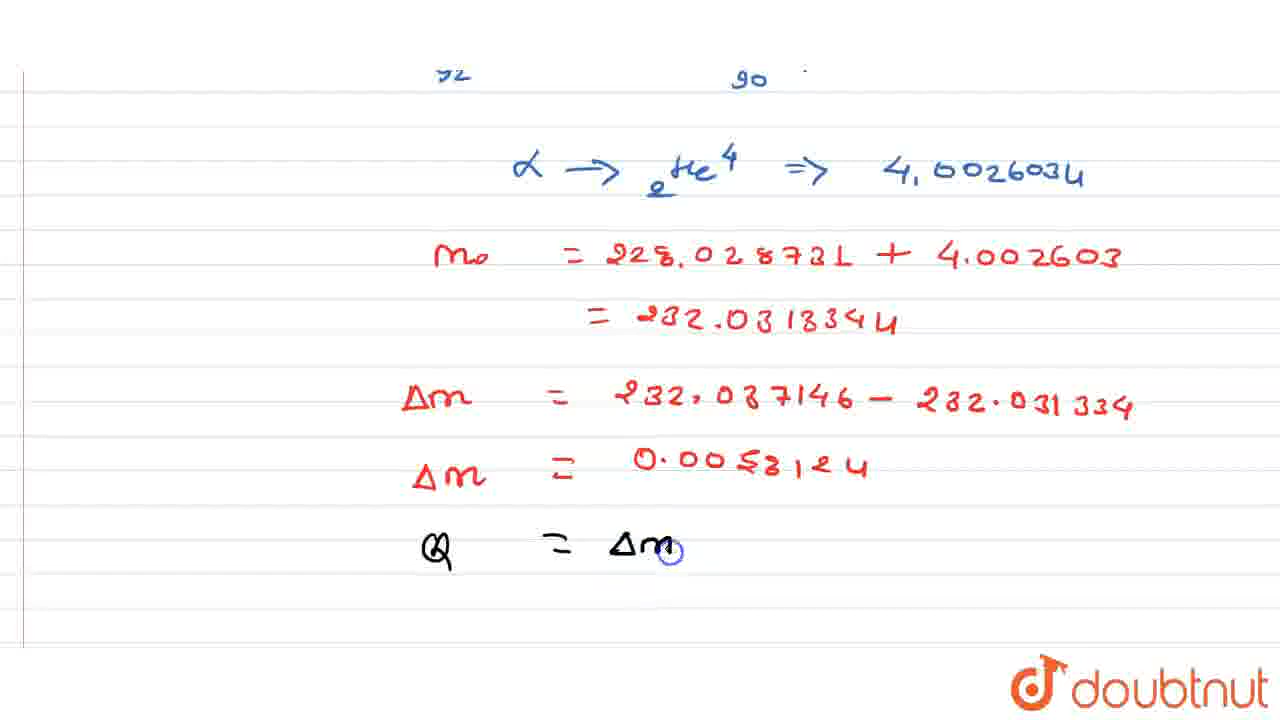 92 90
α → ₂He⁴ ⇒ 4.002603u
m₀ = 228.028731 + 4.002603
= 232.031334u
Δm = 232.037146 - 232.031334
Δm = 0.005812u
Q = Δm
doubtnut